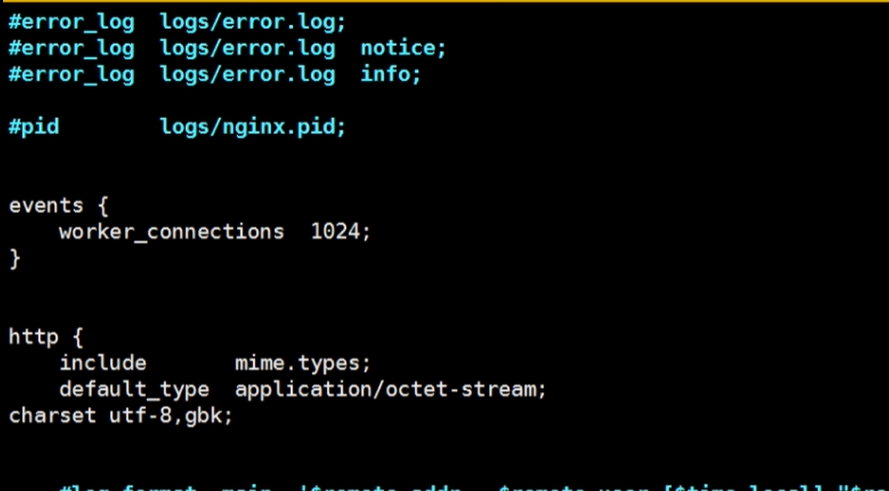 #error_log  logs/error.log;
#error_log  logs/error.log  notice;
#error_log  logs/error.log  info;
#pid        logs/nginx.pid;
events {
    worker_connections  1024;
}
http {
    include       mime.types;
    default_type  application/octet-stream;
charset utf-8,gbk;